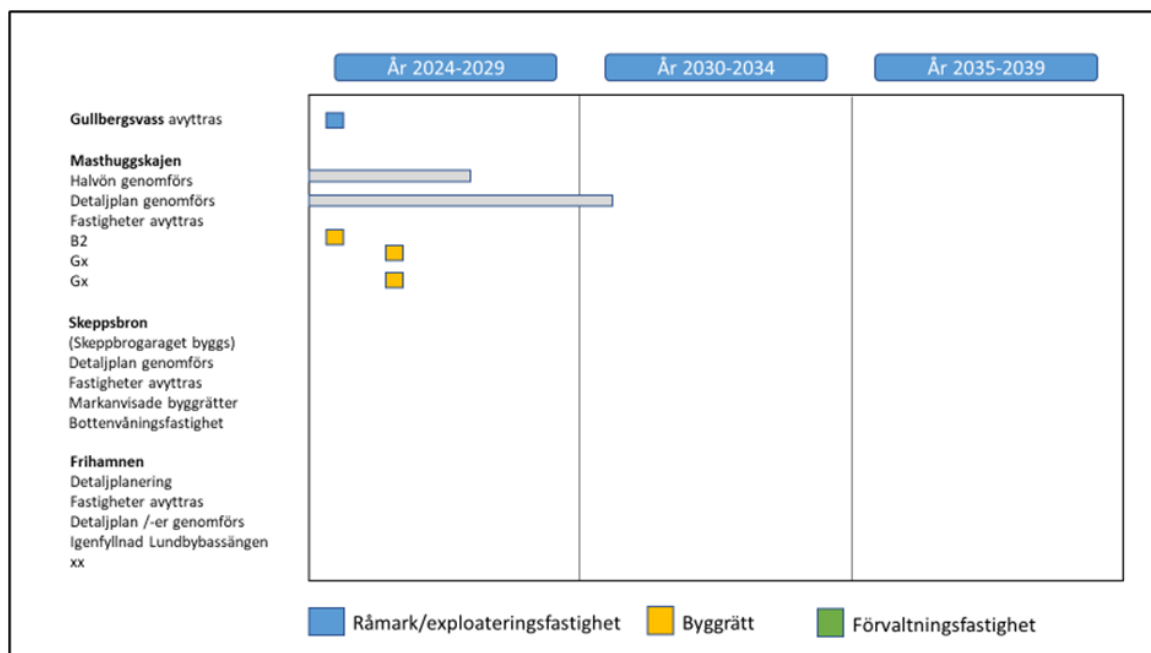 År 2024-2029
År 2030-2034
År 2035-2039
Gullbergsvass avyttras
Masthuggskajen
Halvön genomförs
Detaljplan genomförs
Fastigheter avyttras
B2
Gx
Gx
Skeppsbron
(Skeppbrogaraget byggs)
Detaljplan genomförs
Fastigheter avyttras
Markanvisade byggrätter
Bottenvåningsfastighet
Frihamnen
Detaljplanering
Fastigheter avyttras
Detaljplan /-er genomförs
Igenfyllnad Lundbybassängen
xx
Råmark/exploateringsfastighet
Byggrätt
Förvaltningsfastighet